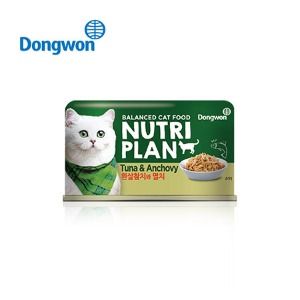 Dongwon
BALANCED CAT FOOD
Dongwon
NUTRI
PLAN
Tuna & Anchovy
흰살참치와 멸치